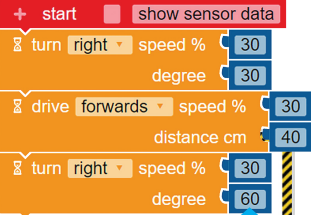 + start show sensor data
turn right speed % 30
degree 30
drive forwards speed % 30
distance cm 40
turn right speed % 30
degree 60